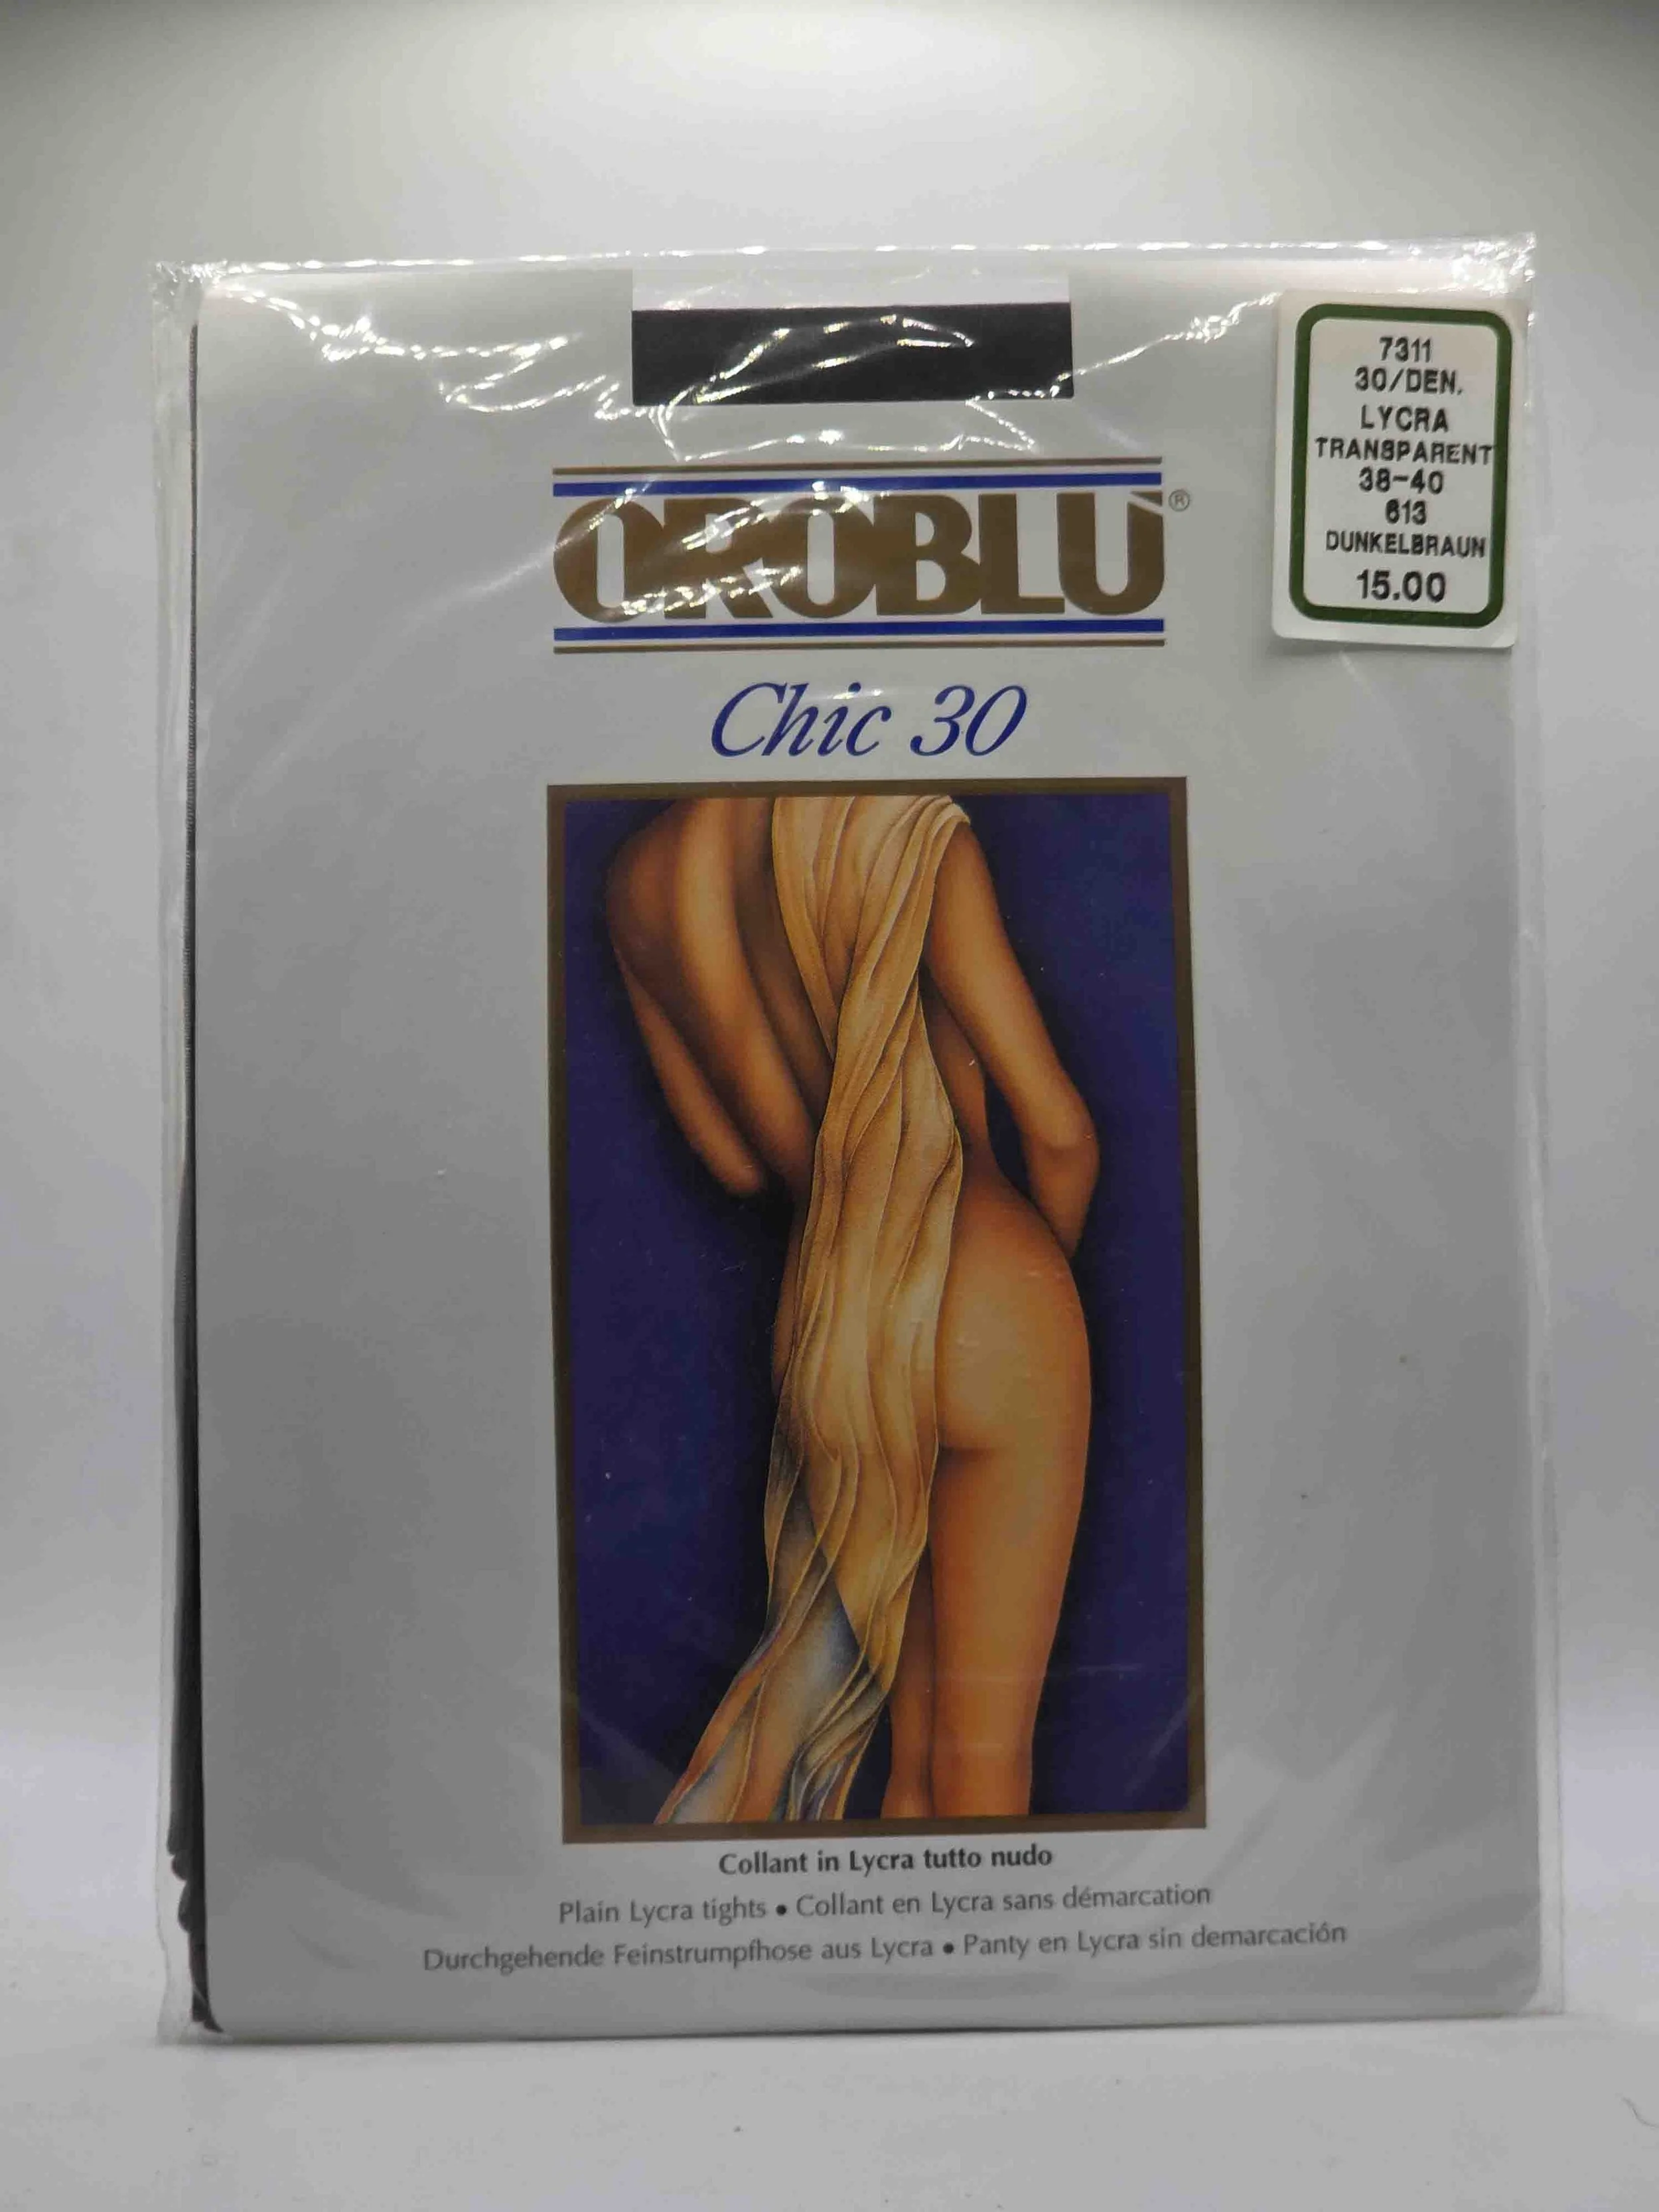 7311
30/DEN.
LYCRA
TRANSPARENT
38-40
613
DUNKELBRAUN
15.00
OROBLU®
Chic 30
Collant in Lycra tutto nudo
Plain Lycra tights • Collant en Lycra sans démarcation
Durchgehende Feinstrumpfhose aus Lycra • Panty en Lycra sin demarcación